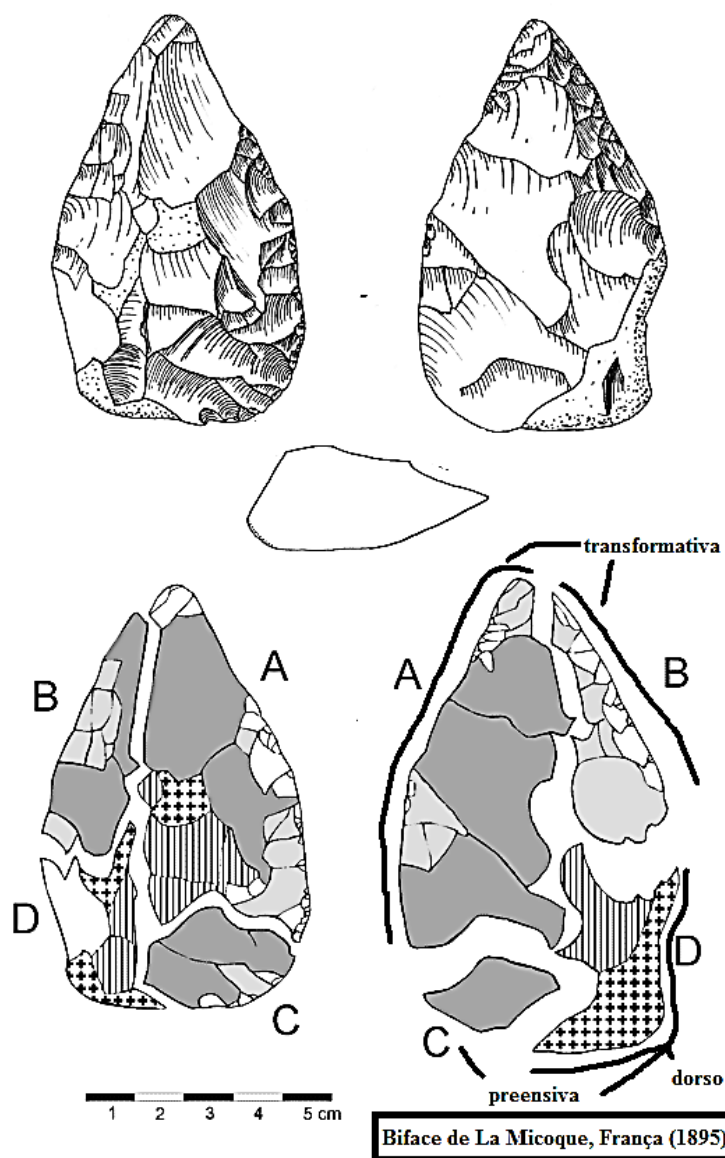 transformativa
A
B
A
B
D
D
C
C
dorso
preensiva
1 2 3 4 5 cm
Biface de La Micoque, França (1895)